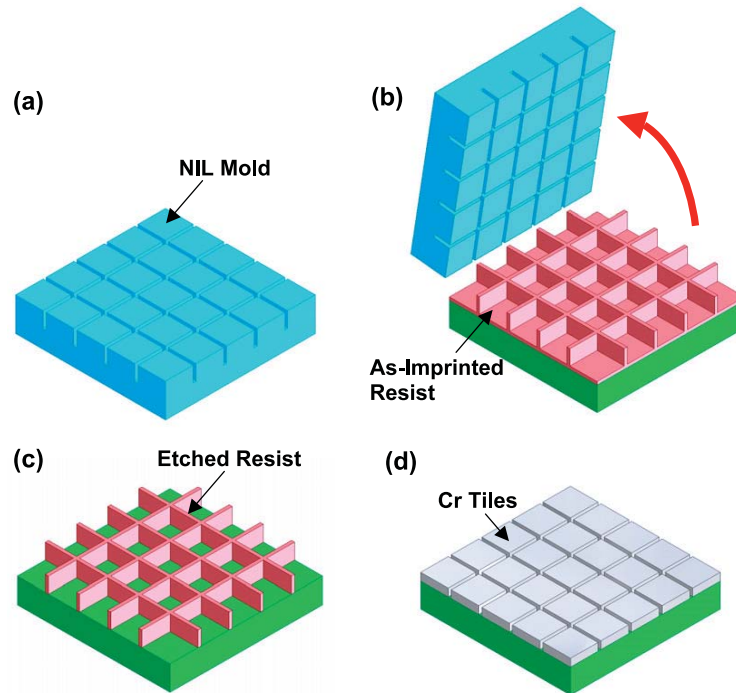 (a)
NIL Mold
(b)
As-Imprinted
Resist
(c)
Etched Resist
(d)
Cr Tiles